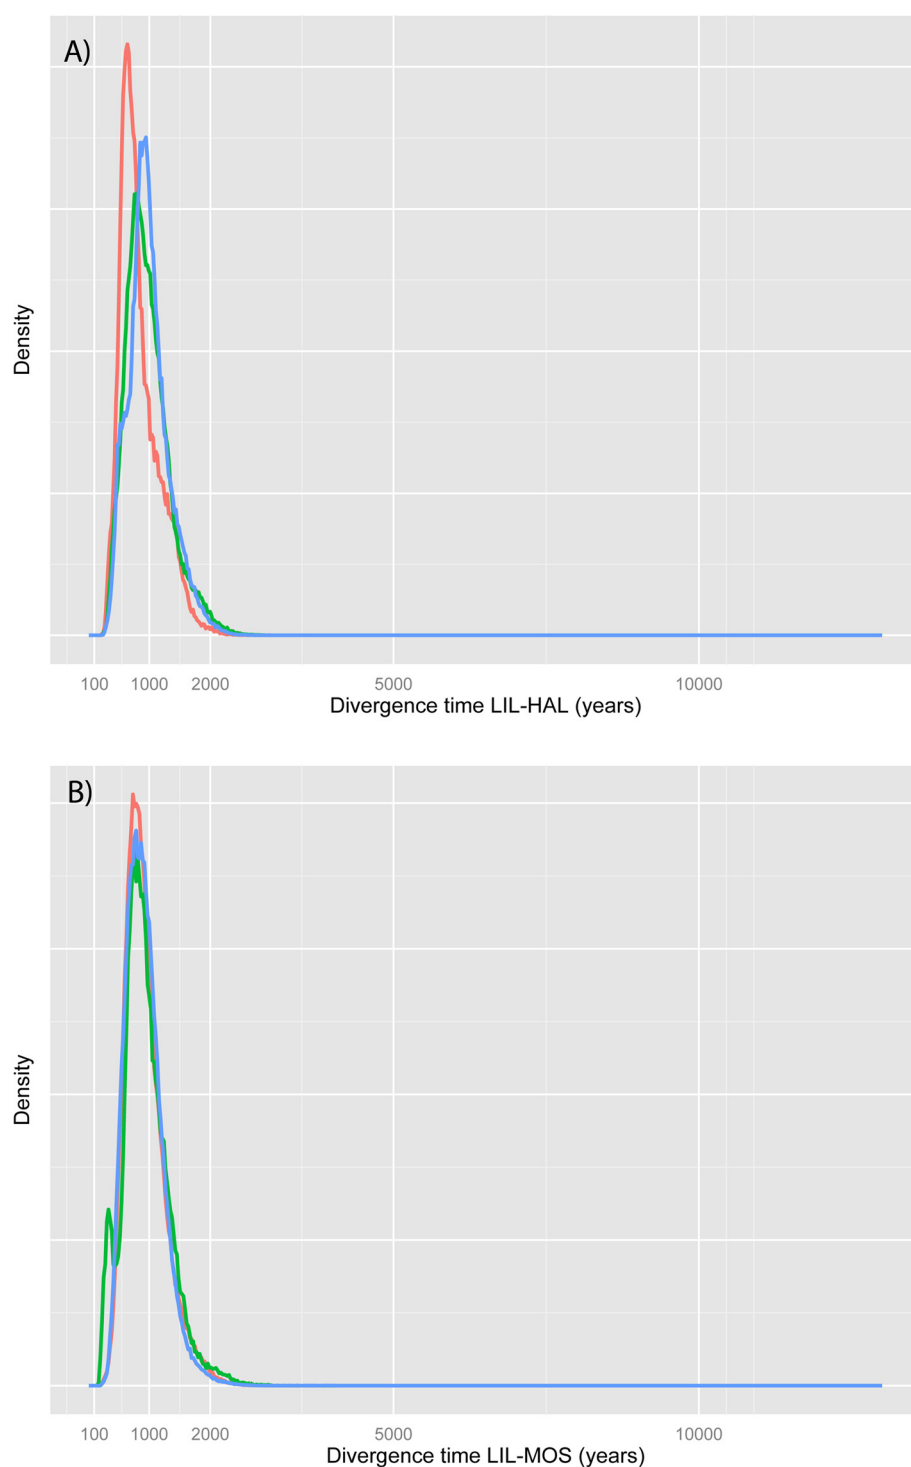 A)
Density
100 1000 2000 5000 10000
Divergence time LIL-HAL (years)
B)
Density
100 1000 2000 5000 10000
Divergence time LIL-MOS (years)